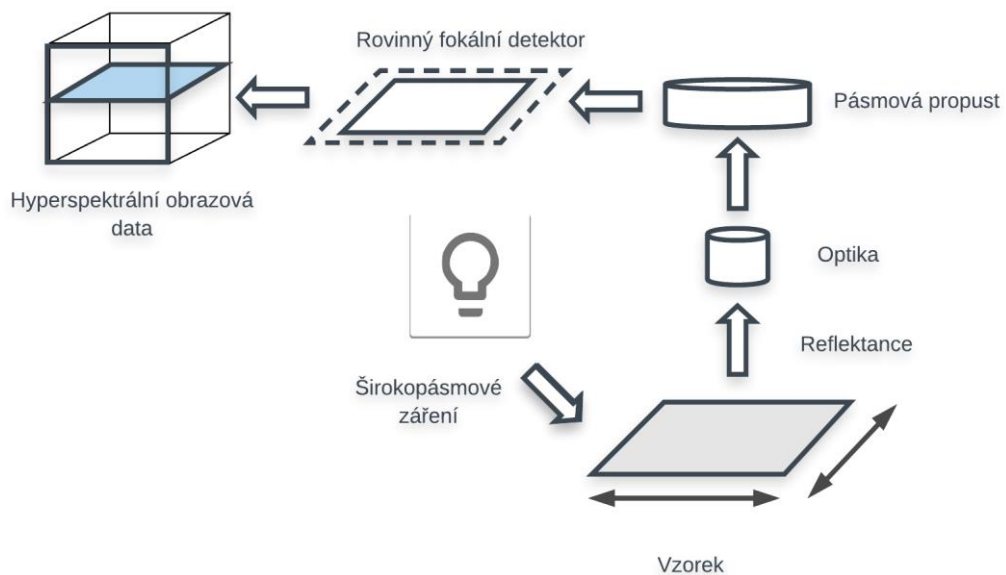 Rovinný fokální detektor
Pásmová propust
Hyperspektrální obrazová
data
Optika
Reflektance
Širokopásmové
záření
Vzorek